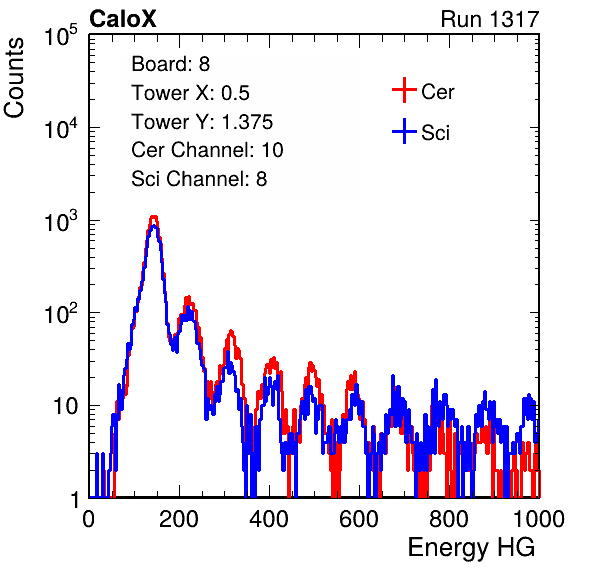 CaloX
Run 1317
Counts
Board: 8
Tower X: 0.5
Tower Y: 1.375
Cer Channel: 10
Sci Channel: 8
Cer
Sci
10^5
10^4
10^3
10^2
10
1
0 200 400 600 800 1000
Energy HG